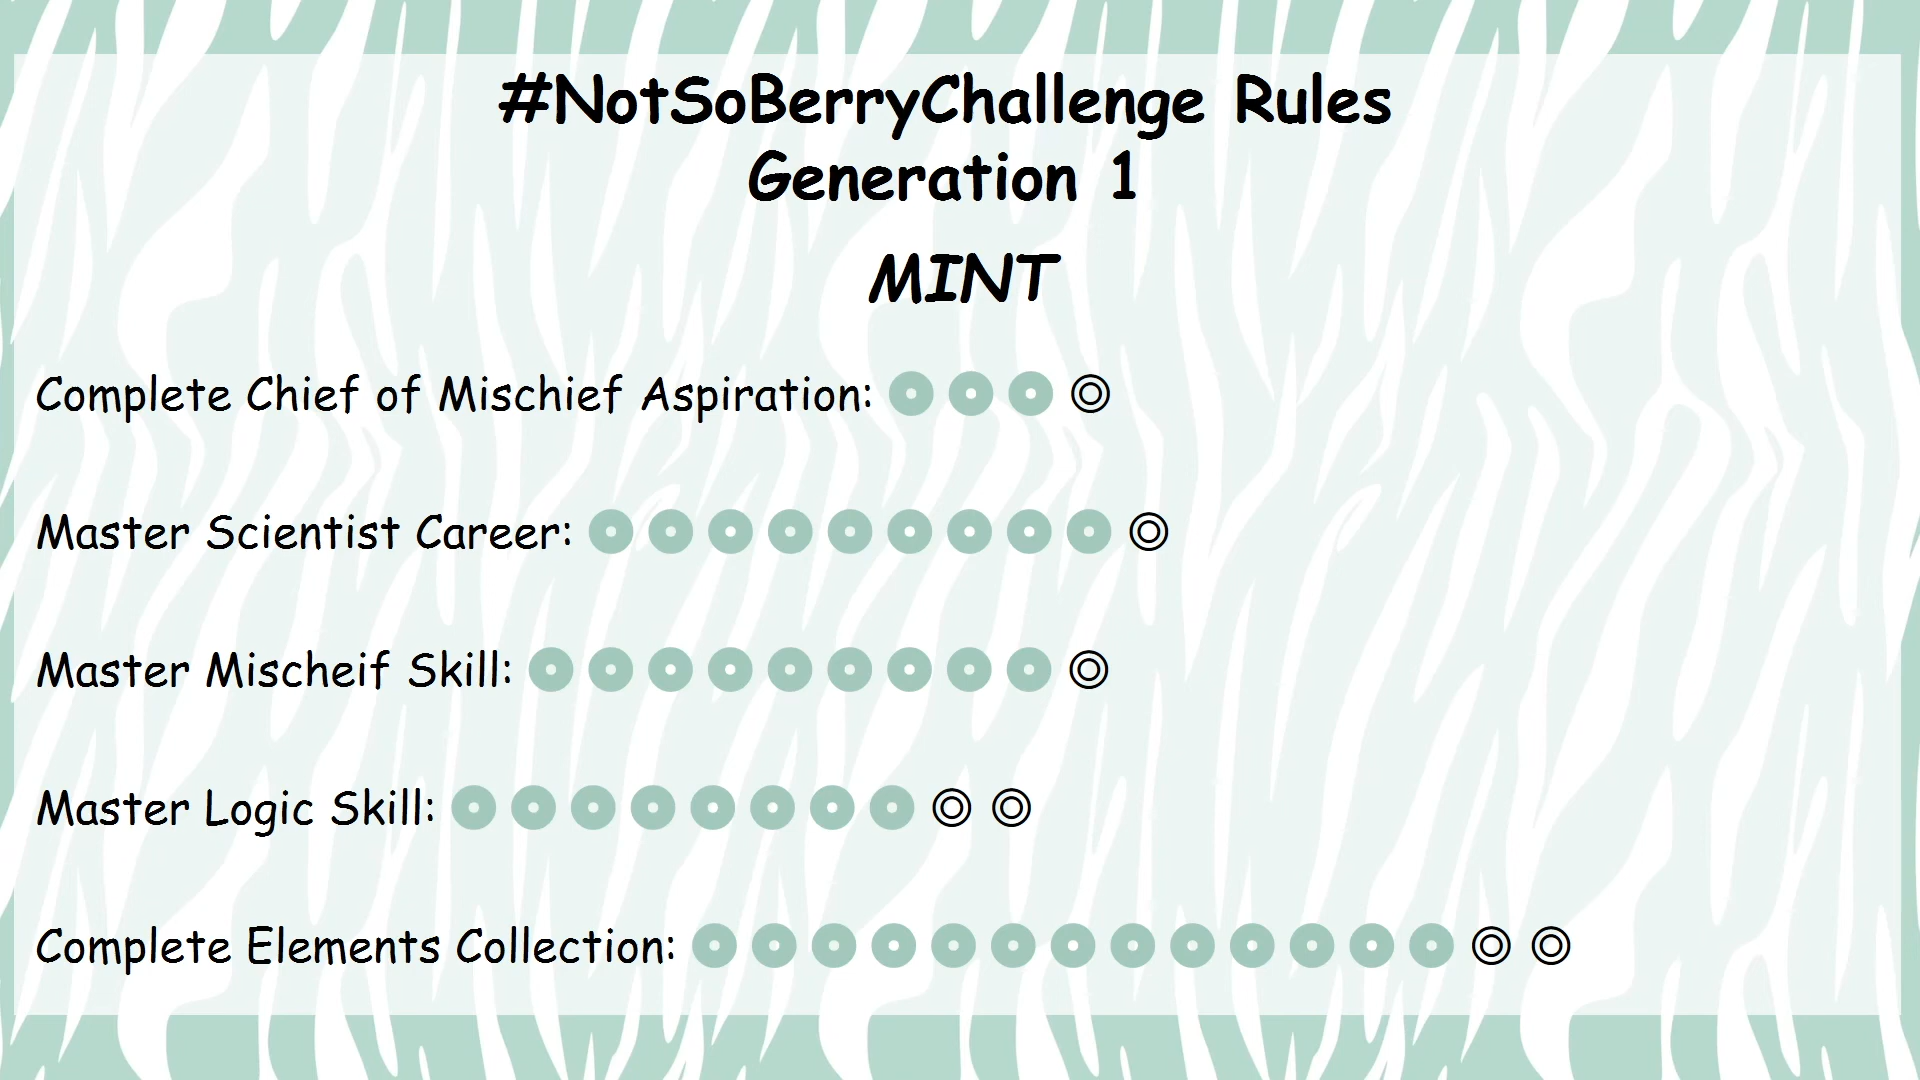 #NotSoBerryChallenge Rules
Generation 1
MINT
Complete Chief of Mischief Aspiration:
Master Scientist Career:
Master Mischeif Skill:
Master Logic Skill:
Complete Elements Collection: